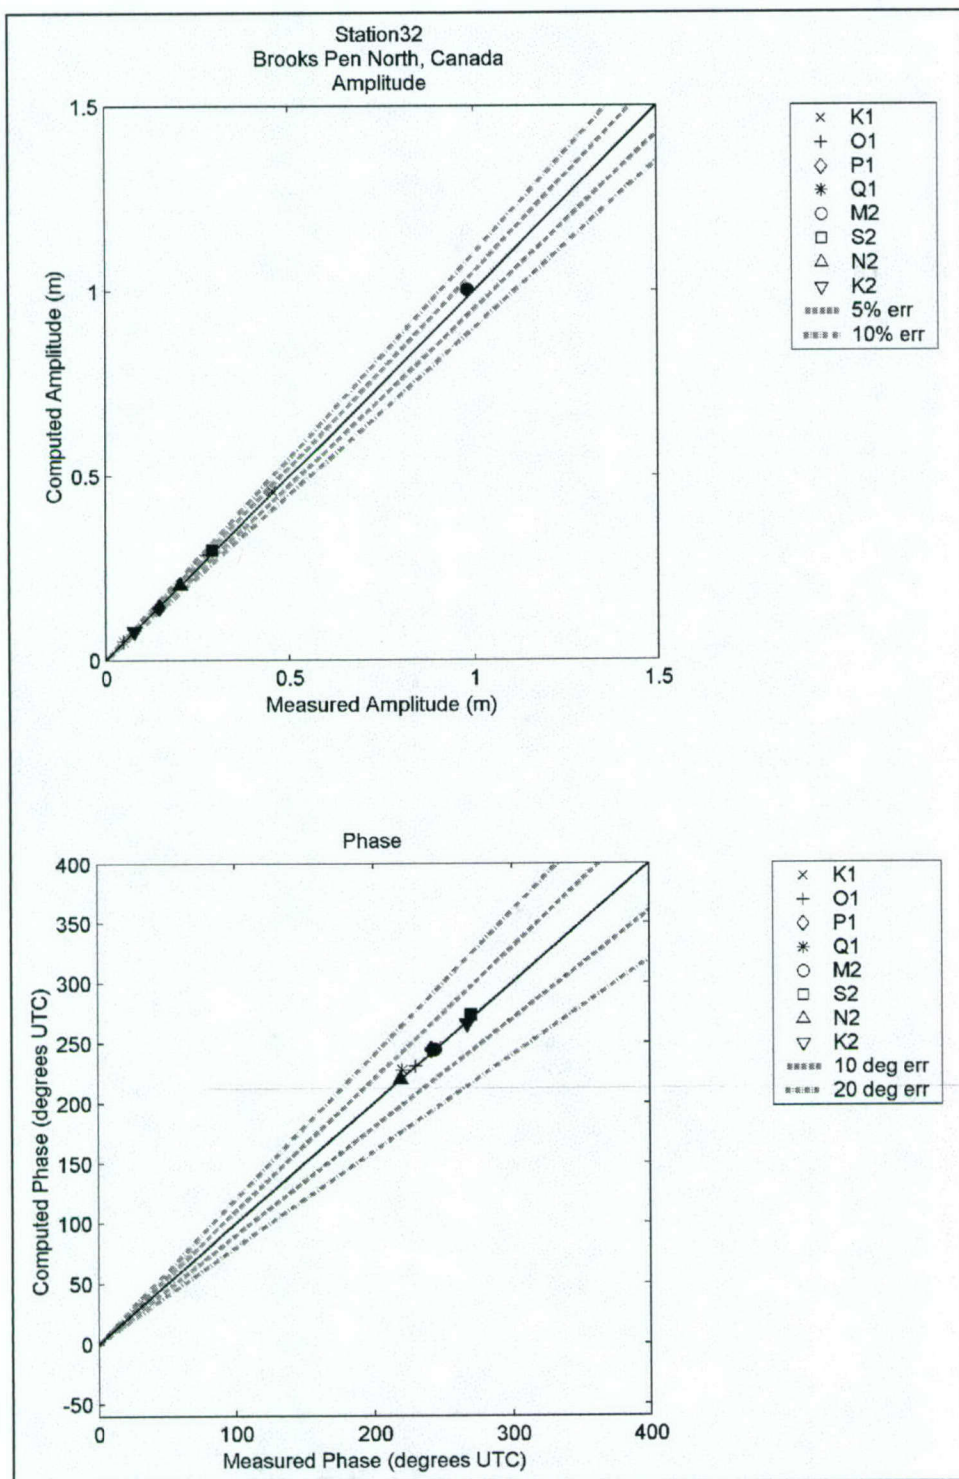 Station32
Brooks Pen North, Canada
Amplitude
1.5
1
0.5
0
0
0.5
1
1.5
Computed Amplitude (m)
Measured Amplitude (m)
K1
O1
P1
Q1
M2
S2
N2
K2
5% err
10% err
Phase
400
350
300
250
200
150
100
50
0
-50
0
100
200
300
400
Computed Phase (degrees UTC)
Measured Phase (degrees UTC)
K1
O1
P1
Q1
M2
S2
N2
K2
10 deg err
20 deg err